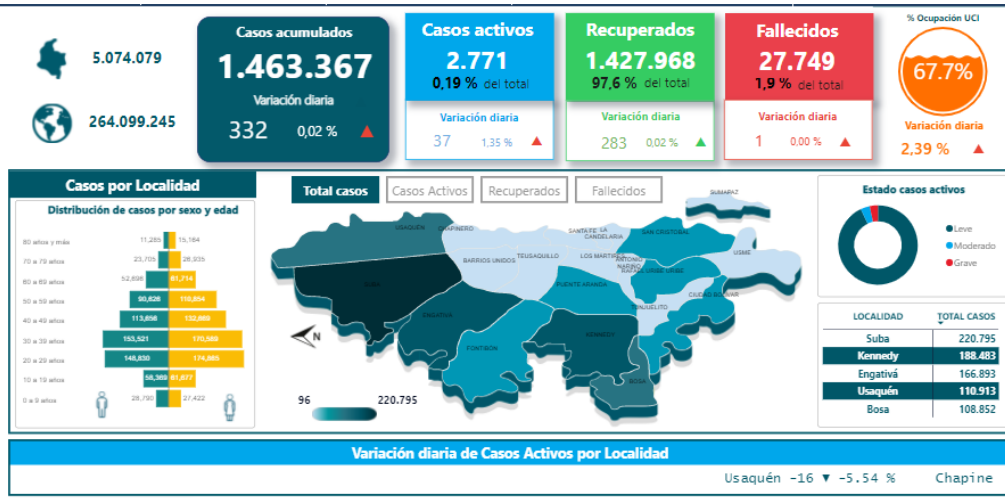 5.074.079
264.099.245
Casos acumulados
1.463.367
Variación diaria
332 0,02 % ▲
Casos activos
2.771
0,19 % del total
Variación diaria
37 1,35 % ▲
Recuperados
1.427.968
97,6 % del total
Variación diaria
283 0,02 % ▲
Fallecidos
27.749
1,9 % del total
Variación diaria
1 0,00 % ▲
% Ocupación UCI
67.7%
Variación diaria
2,39 % ▲
Casos por Localidad
Distribución de casos por sexo y edad
80 años y más 11,285 15,184
70 a 79 años 23,705 26,935
60 a 69 años 52,698 61,714
50 a 59 años 90,626 118,854
40 a 49 años 113,856 132,669
30 a 39 años 153,521 170,569
20 a 29 años 148,830 174,885
10 a 19 años 58,369 61,677
0 a 9 años 28,790 27,422
Total casos
Casos Activos
Recuperados
Fallecidos
SUMAPAZ
USAQUÉN
CHAPINERO
SANTA FE
LA CANDELARIA
SAN CRISTOBAL
USME
BARRIOS UNIDOS
TEUSAQUILLO
LOS MARTIRES
ANTONIO NARIÑO
RAFAEL URIBE URIBE
SUBA
PUENTE ARANDA
CIUDAD BOLIVAR
TUNJUELITO
ENGATIVA
KENNEDY
FONTIBON
BOSA
N
96 220.795
Estado casos activos
Leve
Moderado
Grave
LOCALIDAD TOTAL CASOS
Suba 220.795
Kennedy 188.483
Engativá 166.893
Usaquén 110.913
Bosa 108.852
Variación diaria de Casos Activos por Localidad
Usaquén -16 ▼ -5.54 % Chapine